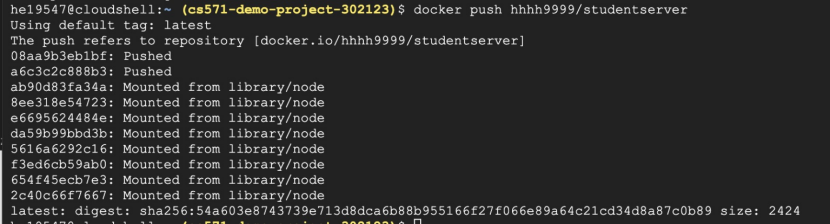 he19547@cloudshell:~ (cs571-demo-project-302123)$ docker push hhhh9999/studentserver
Using default tag: latest
The push refers to repository [docker.io/hhhh9999/studentserver]
08aa9b3eb1bf: Pushed
a6c3c2c888b3: Pushed
ab90d83fa34a: Mounted from library/node
8ee318e54723: Mounted from library/node
e6695624484e: Mounted from library/node
da59b99bbd3b: Mounted from library/node
5616a6292c16: Mounted from library/node
f3ed6cb59ab0: Mounted from library/node
654f45ecb7e3: Mounted from library/node
2c40c66f7667: Mounted from library/node
latest: digest: sha256:54a603e8743739e713d8dca6b88b955166f27f066e89a64c21cd34d8a87c0b89 size: 2424